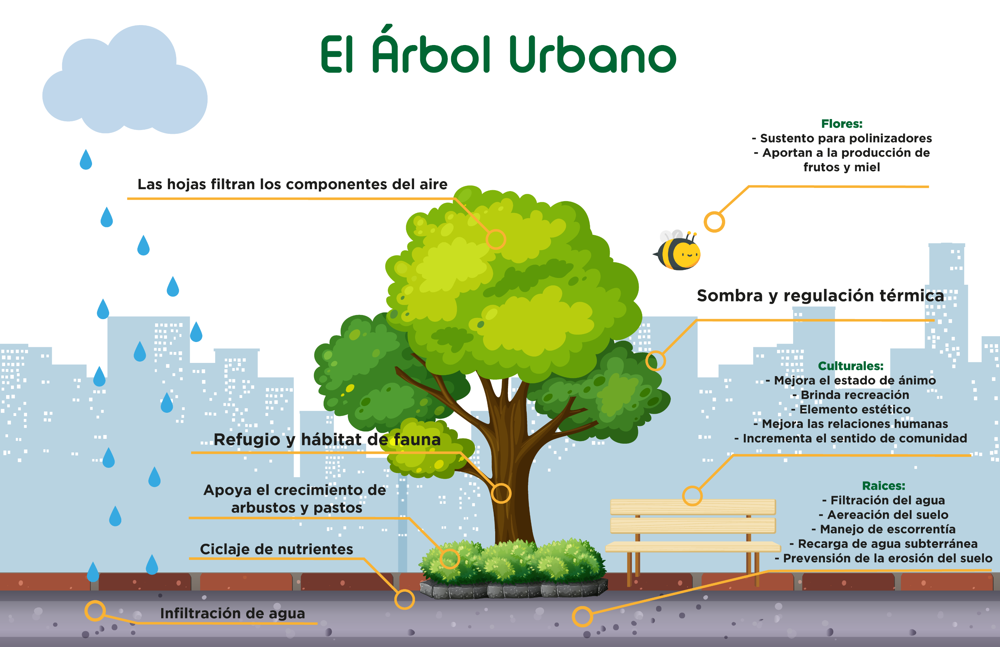 El Árbol Urbano
Flores:
- Sustento para polinizadores
- Aportan a la producción de
frutos y miel
Las hojas filtran los componentes del aire
Sombra y regulación térmica
Culturales:
- Mejora el estado de ánimo
- Brinda recreación
- Elemento estético
- Mejora las relaciones humanas
- Incrementa el sentido de comunidad
Refugio y hábitat de fauna
Apoya el crecimiento de
arbustos y pastos
Raices:
- Filtración del agua
- Aereación del suelo
- Manejo de escorrentía
- Recarga de agua subterránea
- Prevensión de la erosión del suelo
Ciclaje de nutrientes
Infiltración de agua